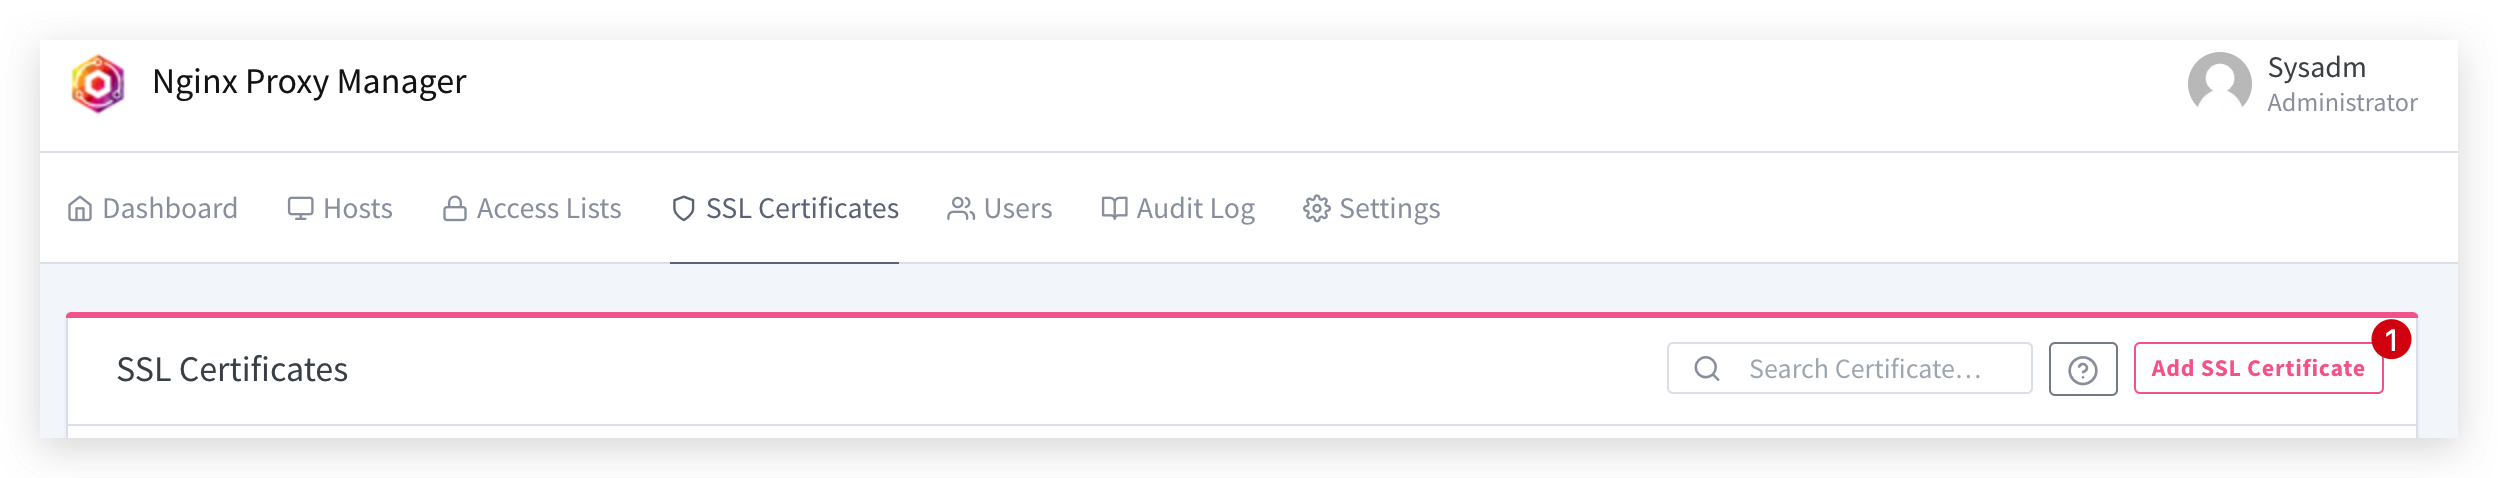 Nginx Proxy Manager
Sysadm
Administrator
Dashboard Hosts Access Lists SSL Certificates Users Audit Log Settings
1
SSL Certificates Search Certificate… ? Add SSL Certificate